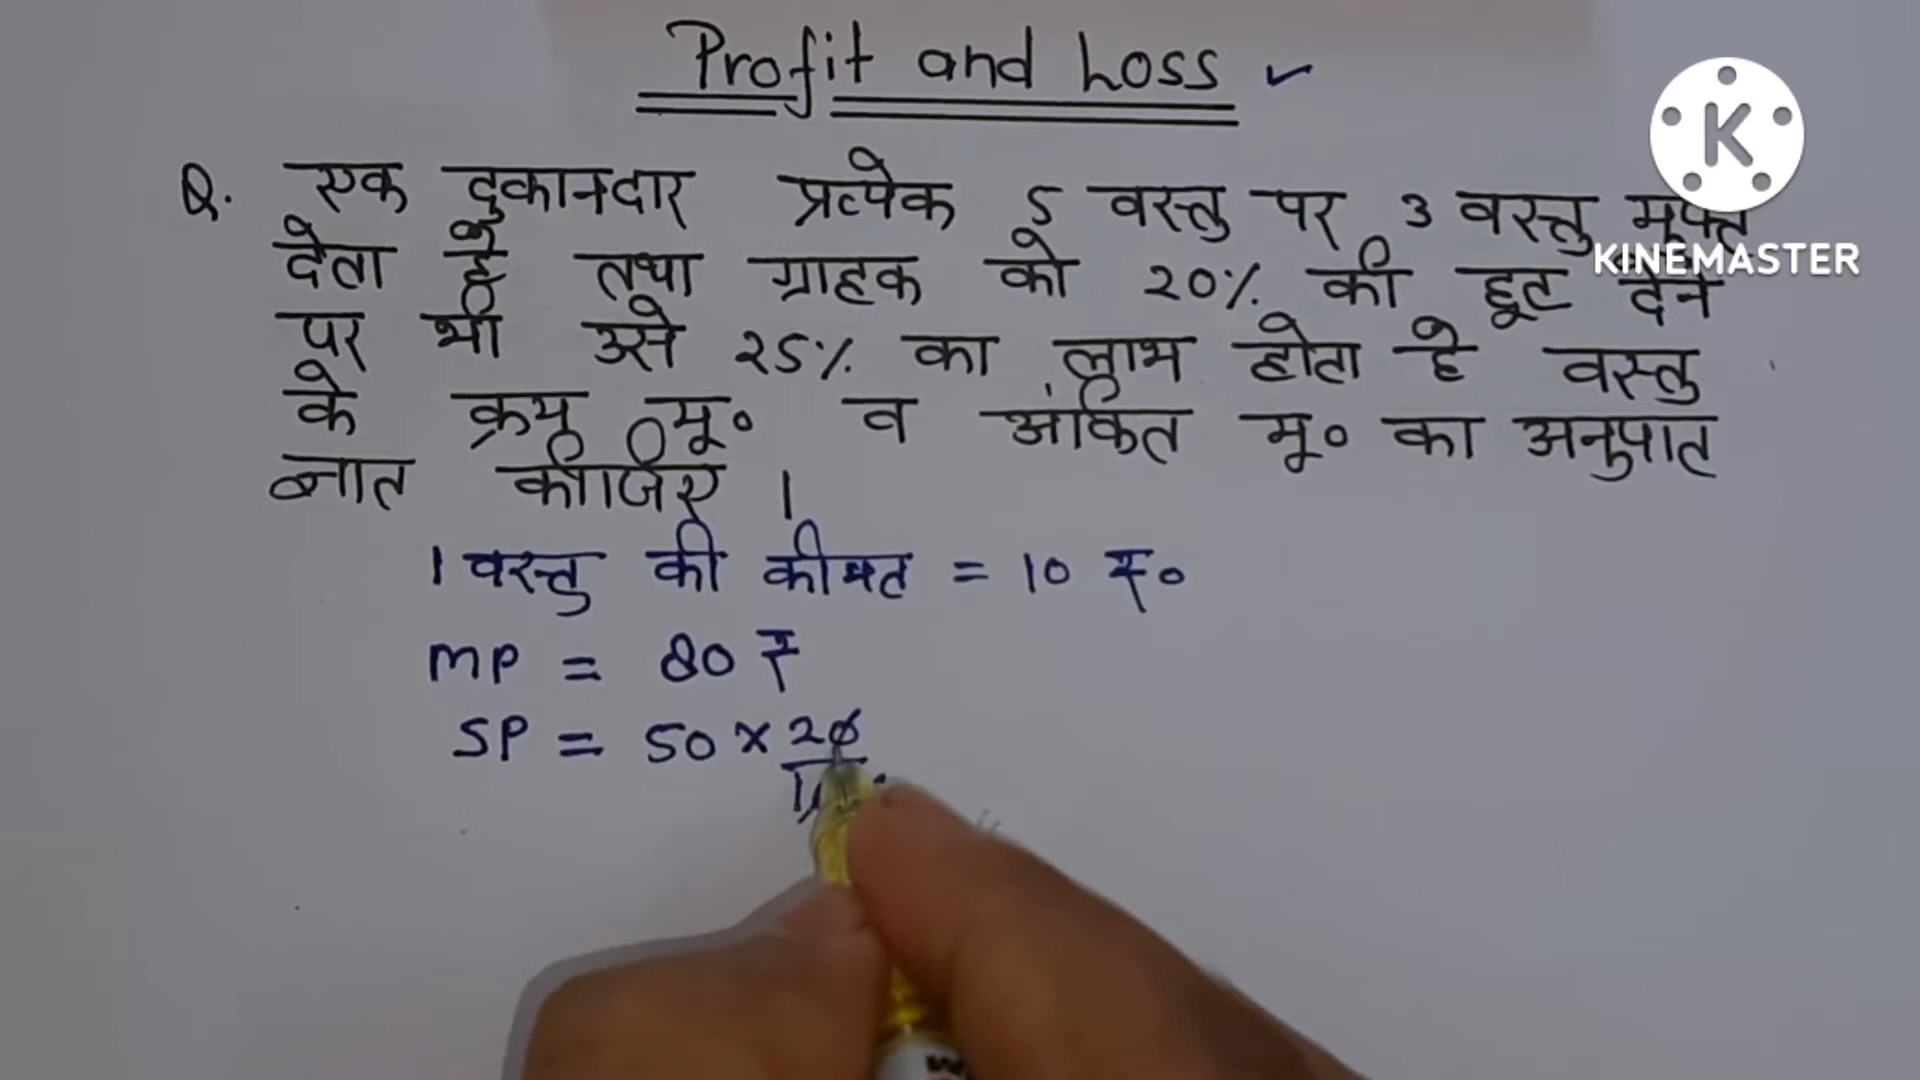 Profit and Loss
Q. एक दुकानदार प्रत्येक 5 वस्तु पर 3 वस्तु मुफ्त
देता है तथा ग्राहक को 20% की छूट देने
पर भी उसे 25% का लाभ होता है वस्तु
के क्रय मू० व अंकित मू० का अनुपात
ज्ञात कीजिए ।
1 वस्तु की कीमत = 10 रु०
MP = 80 ₹
SP = 50 × 20
K
KINEMASTER